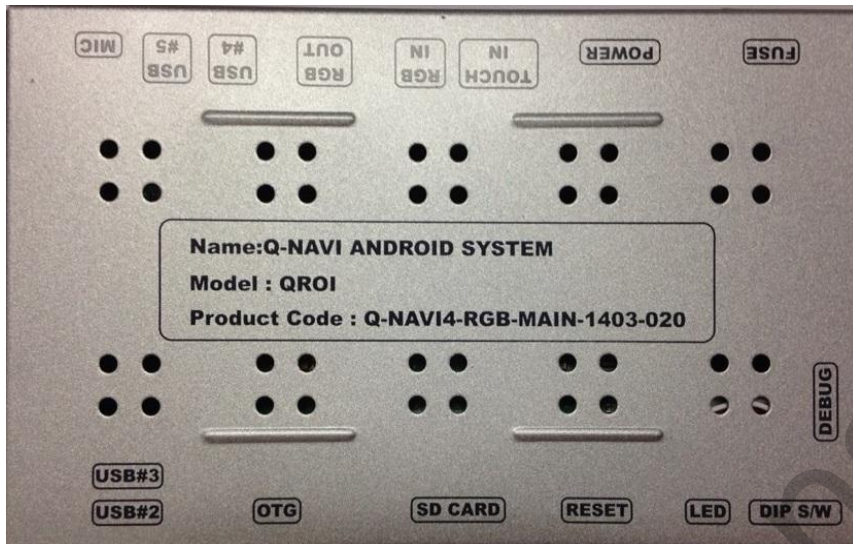 MIC
USB #5
USB #4
RGB OUT
RGB IN
TOUCH IN
POWER
FUSE
Name:Q-NAVI ANDROID SYSTEM
Model : QROI
Product Code : Q-NAVI4-RGB-MAIN-1403-020
DEBUG
USB#3
USB#2
OTG
SD CARD
RESET
LED
DIP S/W